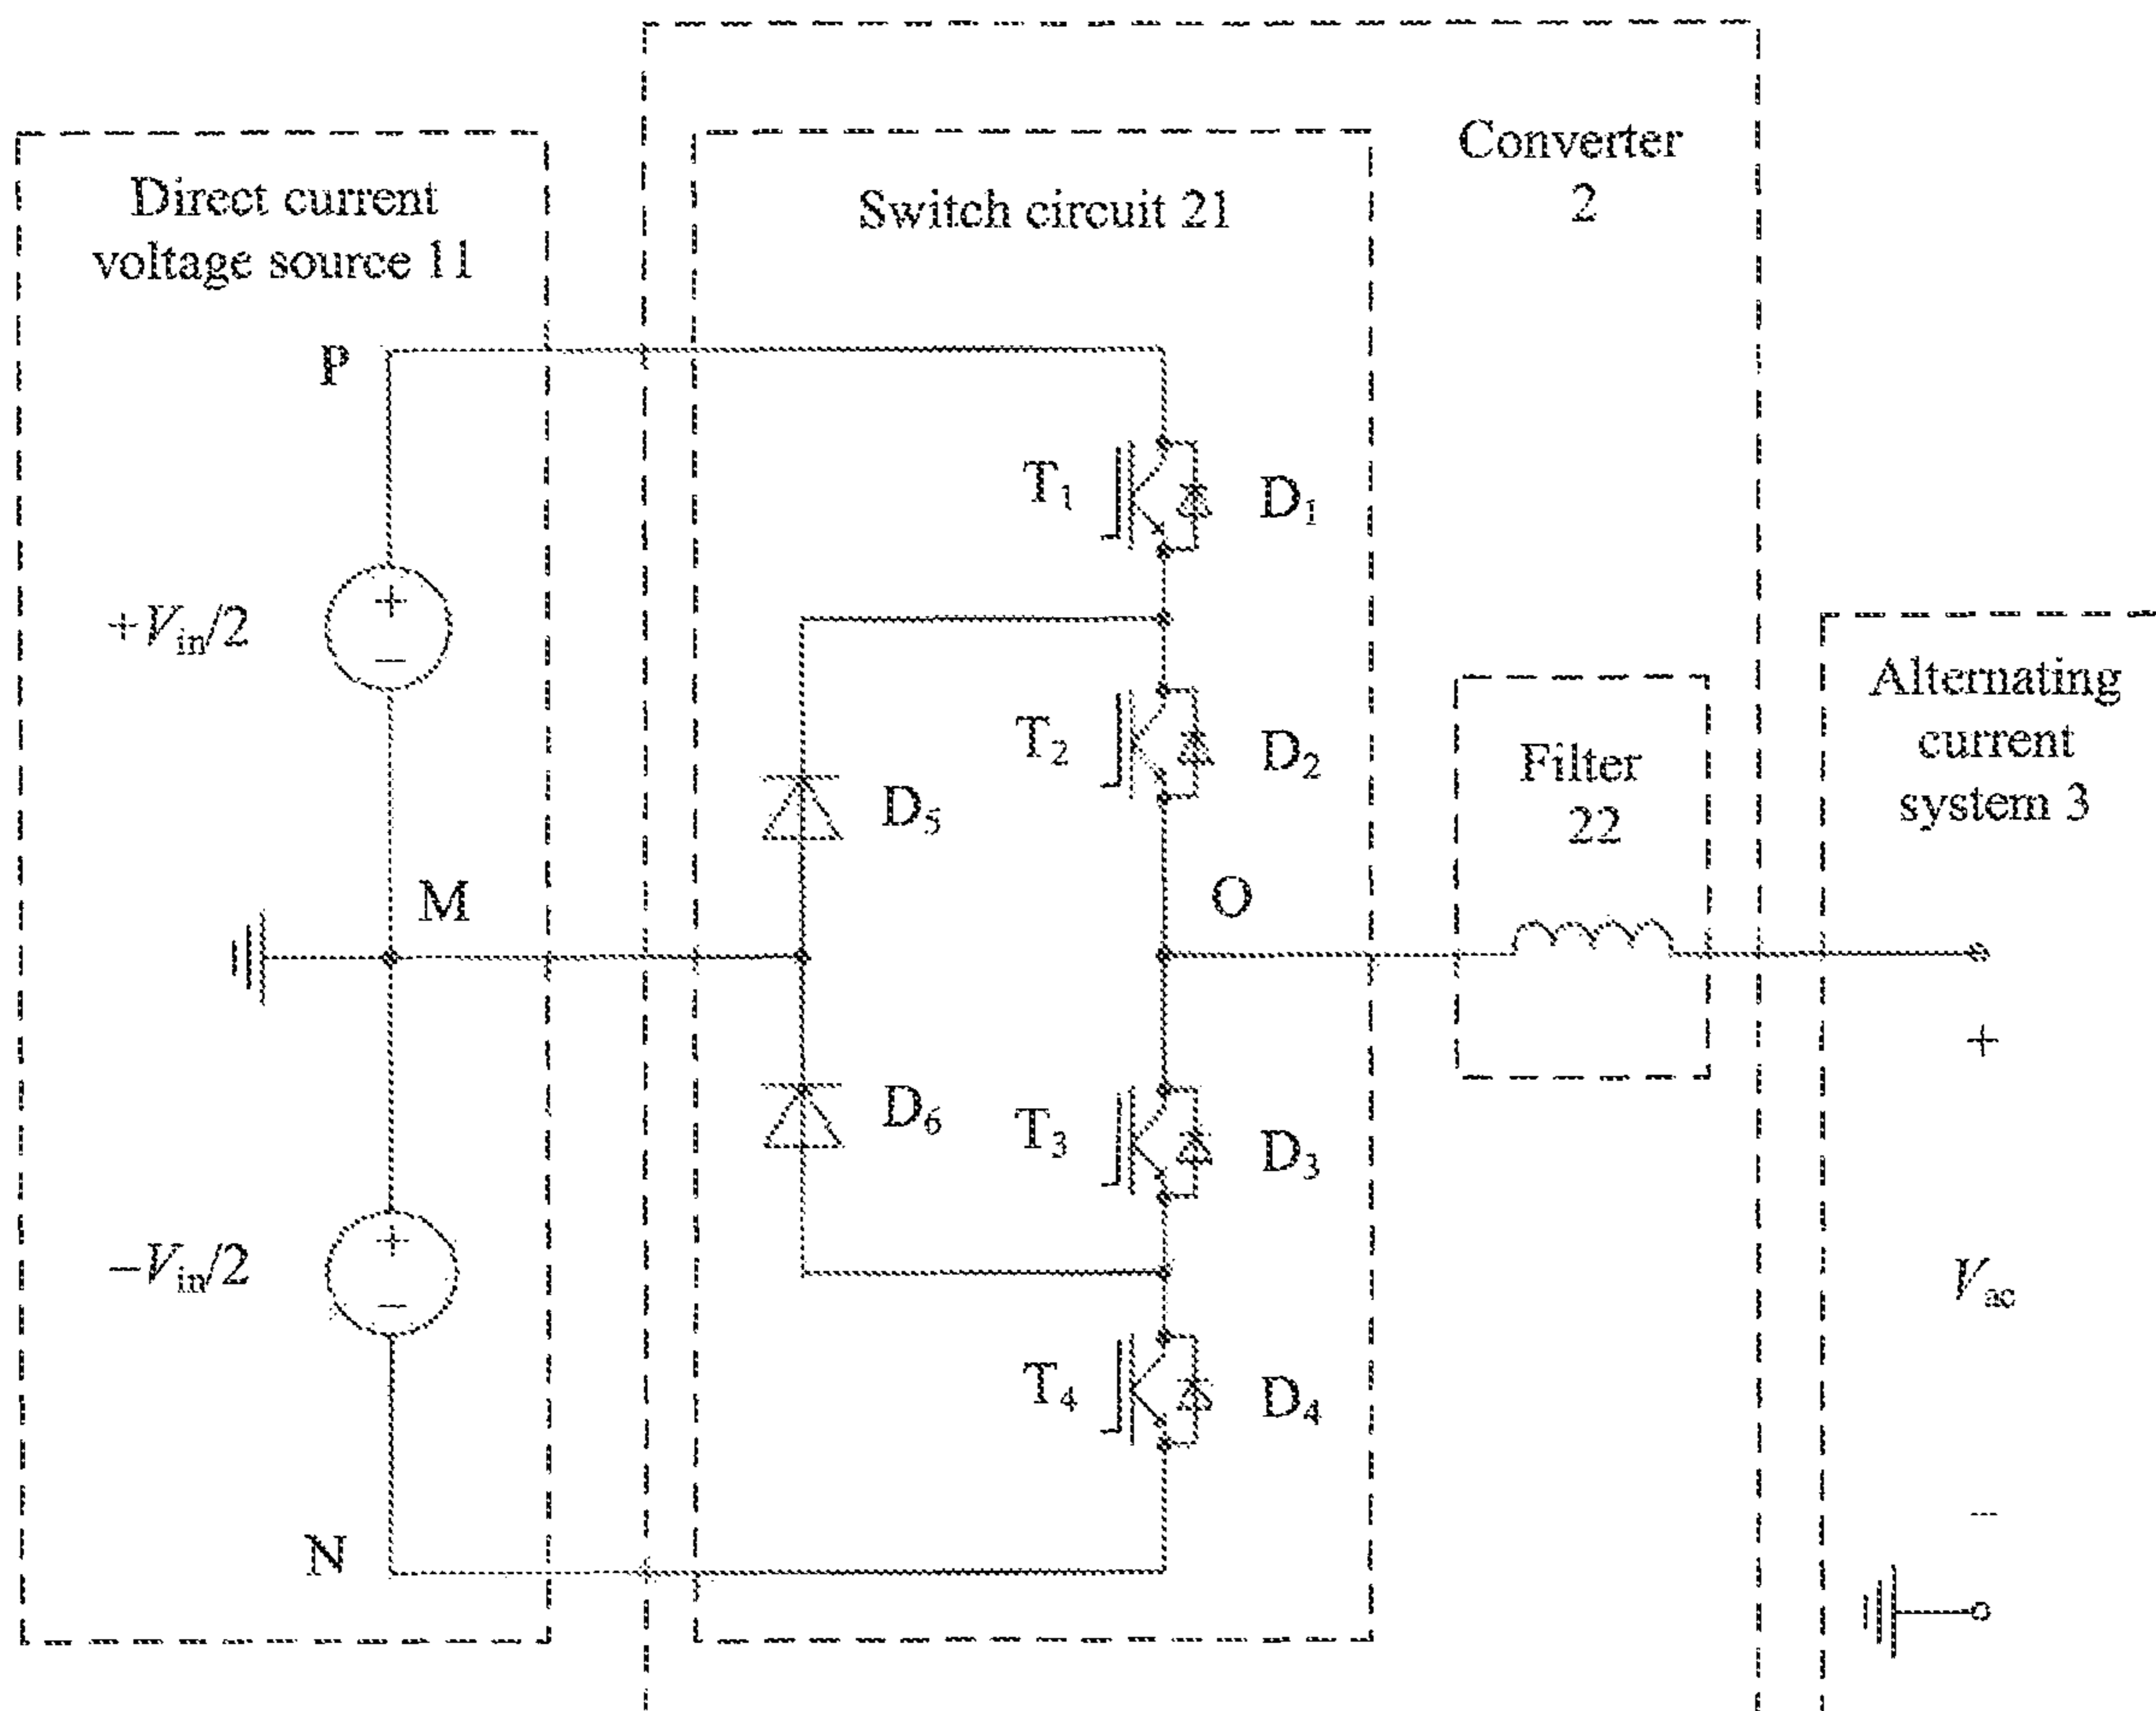 Direct current
voltage source 11
Switch circuit 21
Converter
2
P
T1
D1
+Vin/2
T2
D2
D5
M
O
Filter
22
Alternating
current
system 3
+
D6
T3
D3
−Vin/2
Vac
T4
D4
−
N